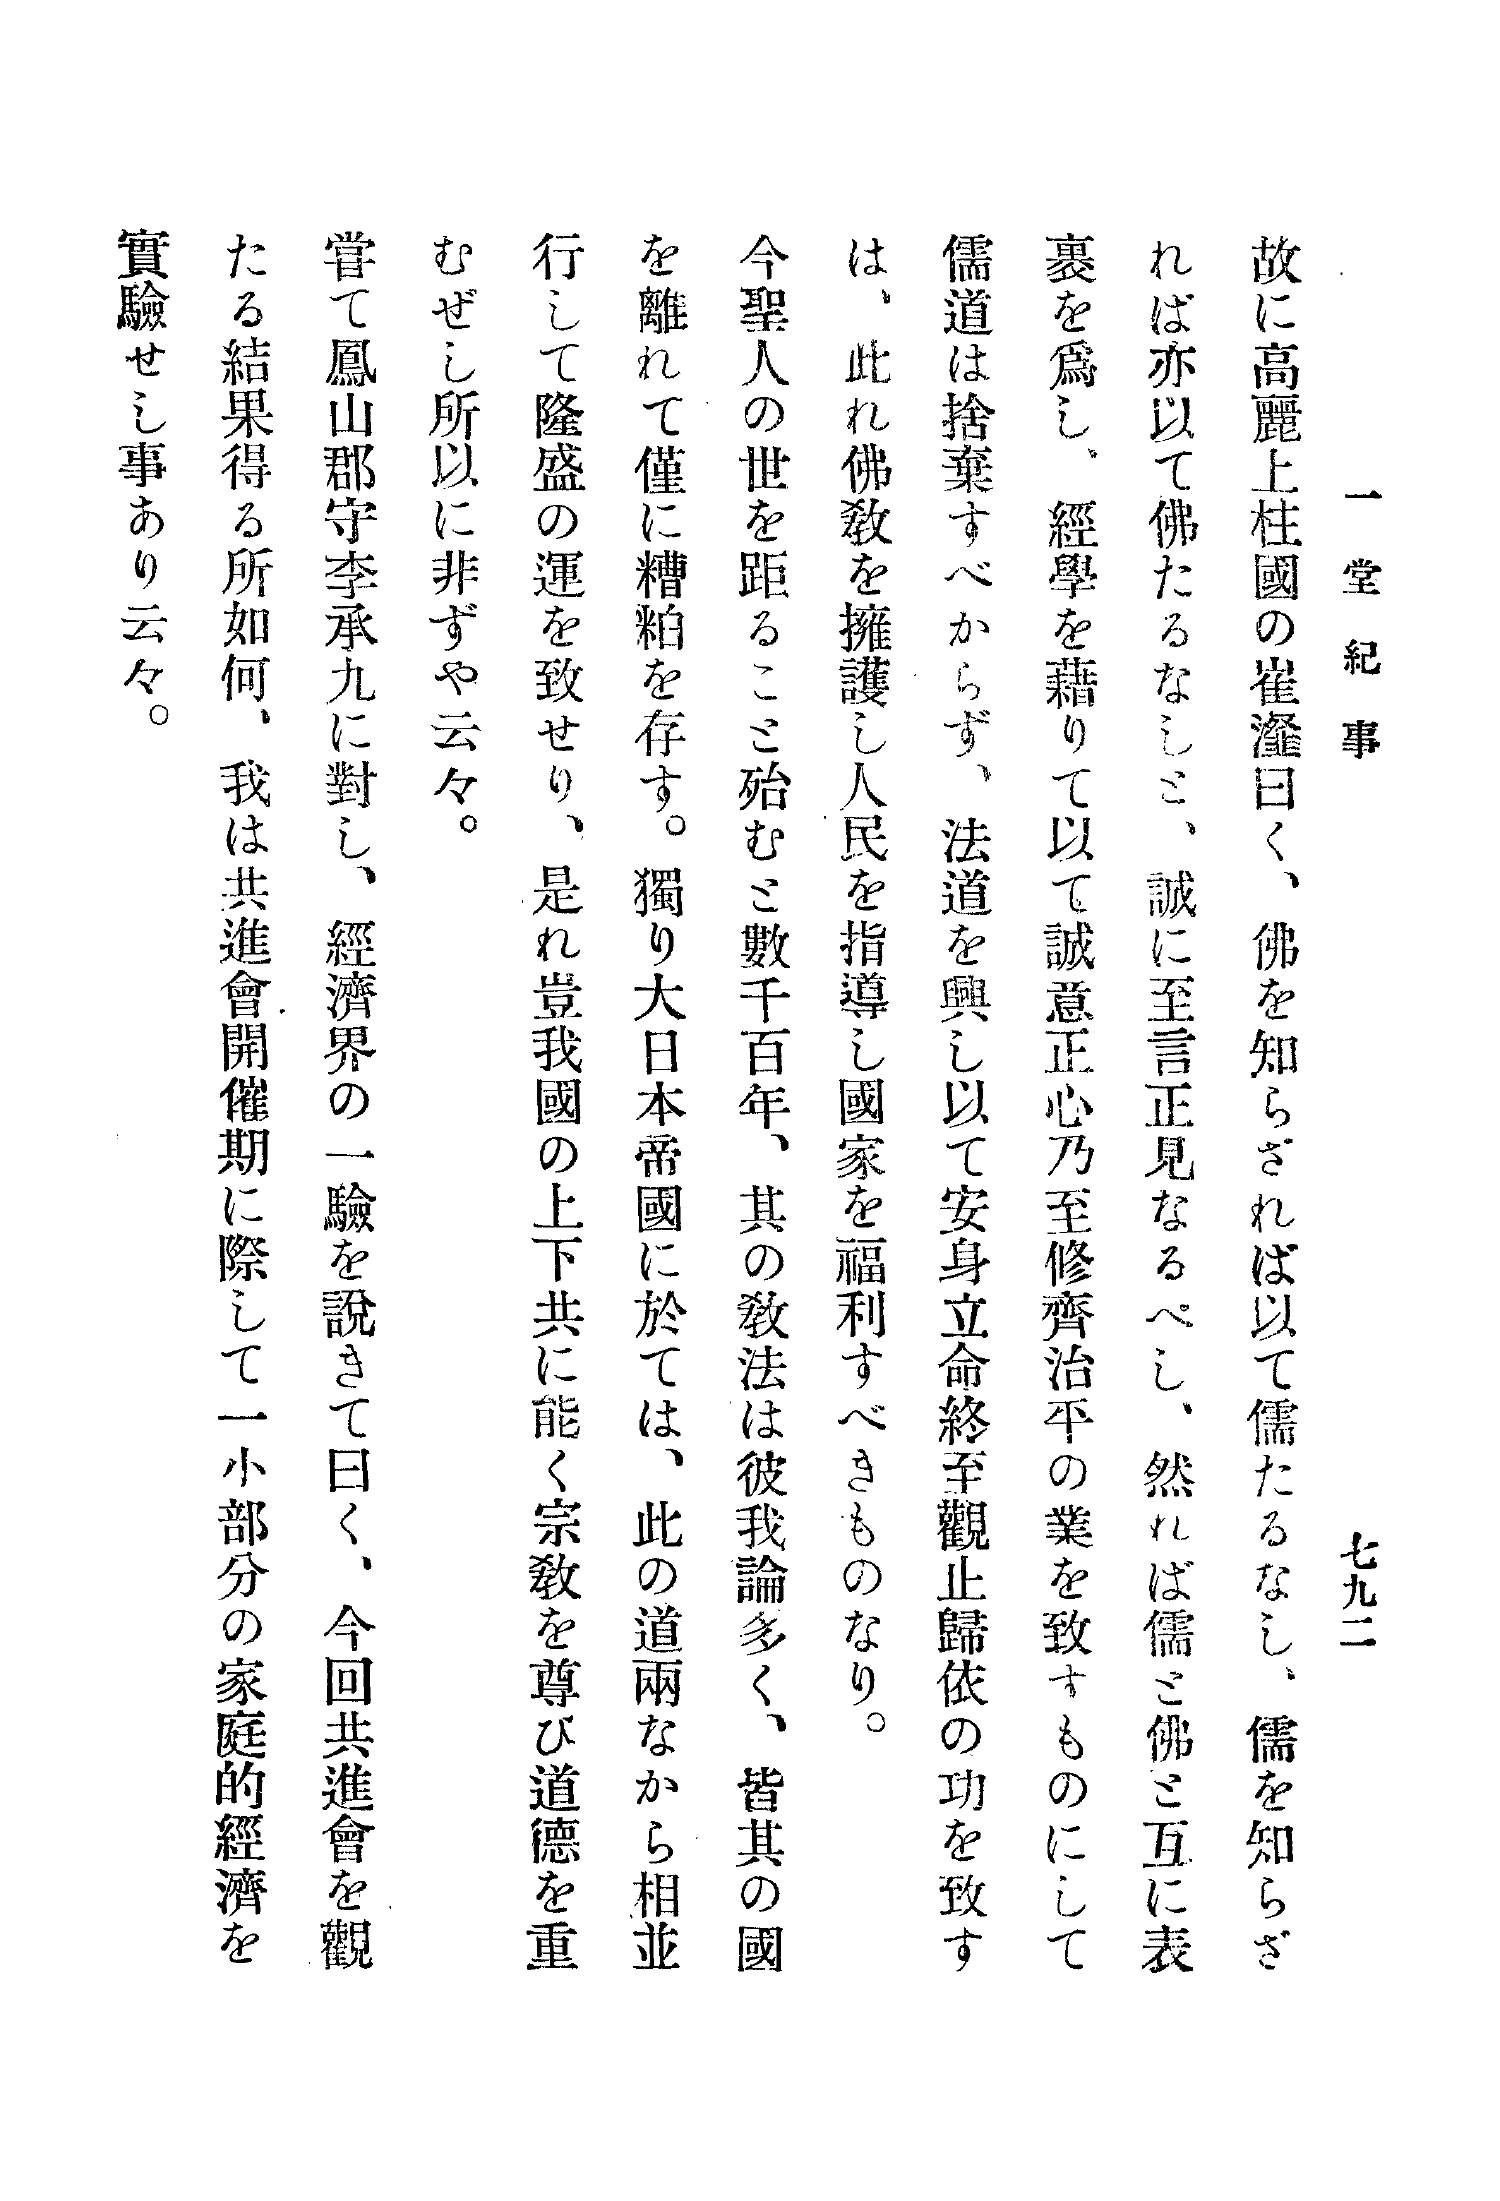 一堂紀事
七九二
故に高麗上柱國の崔瀣曰く、佛を知らざれば以て儒たるなし、儒を知らざ
れば亦以て佛たるなしと、誠に至言正見なるべし、然れば儒と佛と互に表
裏を爲し、經學を藉りて以て誠意正心乃至修齊治平の業を致すものにして
儒道は捨棄すべからず、法道を興し以て安身立命終至觀止歸依の功を致す
は、此れ佛敎を擁護し人民を指導し國家を福利すべきものなり。
今聖人の世を距ること殆むと數千百年、其の敎法は彼我論多く、皆其の國
を離れて僅に糟粕を存す。獨り大日本帝國に於ては、此の道兩なから相並
行して隆盛の運を致せり、是れ豈我國の上下共に能く宗敎を尊び道德を重
むぜし所以に非ずや云々。
甞て鳳山郡守李承九に對し、經濟界の一驗を說きて曰く、今回共進會を觀
たる結果得る所如何、我は共進會開催期に際して一小部分の家庭的經濟を
實驗せし事あり云々。